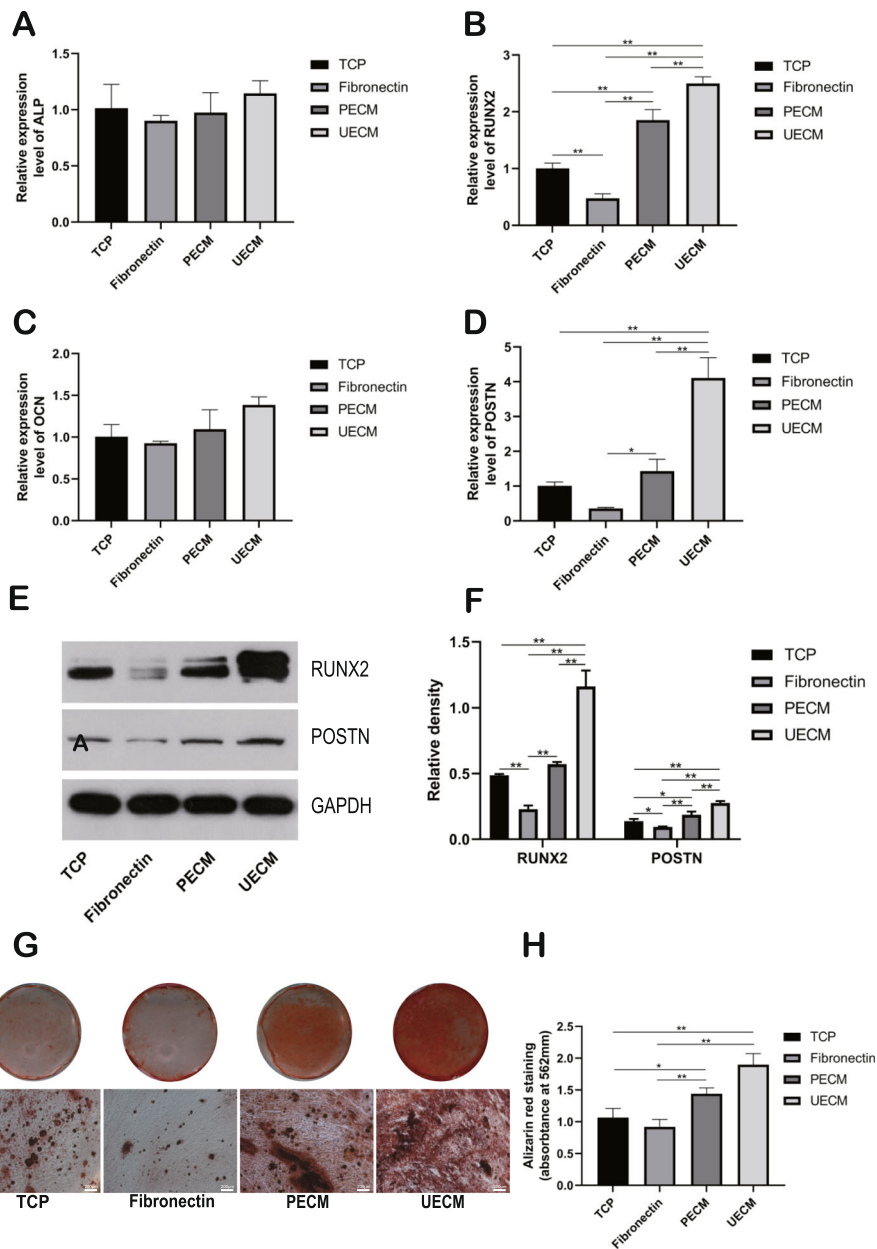 A
Relative expression
level of ALP
1.5
1.0
0.5
0.0
TCP
Fibronectin
PECM
UECM
TCP
Fibronectin
PECM
UECM
B
Relative expression
level of RUNX2
3
2
1
0
**
**
**
**
**
**
TCP
Fibronectin
PECM
UECM
TCP
Fibronectin
PECM
UECM
C
Relative expression
level of OCN
2.0
1.5
1.0
0.5
0.0
TCP
Fibronectin
PECM
UECM
TCP
Fibronectin
PECM
UECM
D
Relative expression
level of POSTN
5
4
3
2
1
0
**
**
**
*
TCP
Fibronectin
PECM
UECM
TCP
Fibronectin
PECM
UECM
E
RUNX2
A
POSTN
GAPDH
TCP
Fibronectin
PECM
UECM
F
Relative density
1.5
1.0
0.5
0.0
**
**
**
**
**
**
**
**
*
**
*
RUNX2
POSTN
TCP
Fibronectin
PECM
UECM
G
TCP
Fibronectin
PECM
UECM
H
Alizarin red staining
(absorbtance at 562mm)
2.5
2.0
1.5
1.0
0.5
0.0
**
**
*
**
TCP
Fibronectin
PECM
UECM
TCP
Fibronectin
PECM
UECM